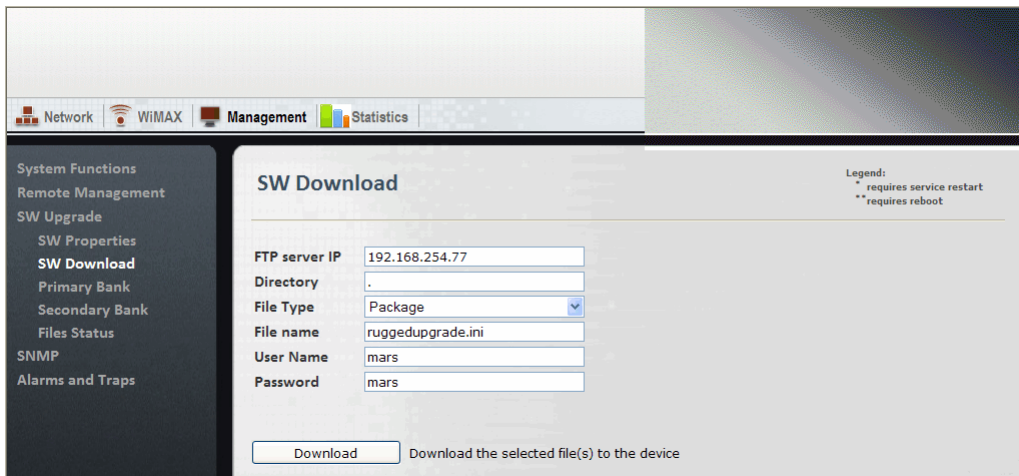 Network WiMAX Management Statistics
System Functions
Remote Management
SW Upgrade
SW Properties
SW Download
Primary Bank
Secondary Bank
Files Status
SNMP
Alarms and Traps
SW Download
Legend:
* requires service restart
** requires reboot
FTP server IP 192.168.254.77
Directory .
File Type Package
File name ruggedupgrade.ini
User Name mars
Password mars
Download Download the selected file(s) to the device